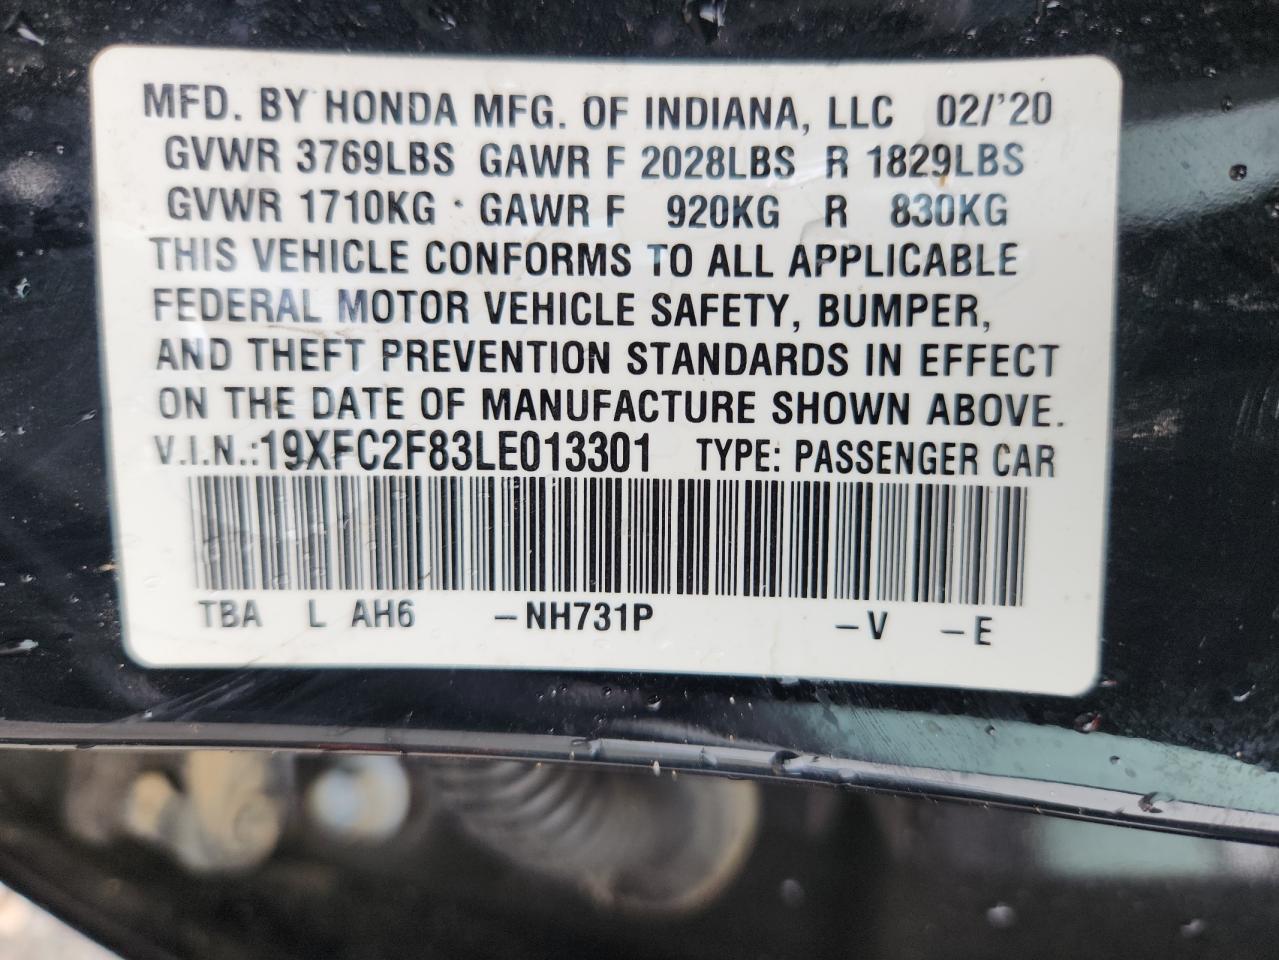 MFD. BY HONDA MFG. OF INDIANA, LLC 02/'20
GVWR 3769LBS GAWR F 2028LBS R 1829LBS
GVWR 1710KG GAWR F 920KG R 830KG
THIS VEHICLE CONFORMS TO ALL APPLICABLE
FEDERAL MOTOR VEHICLE SAFETY, BUMPER,
AND THEFT PREVENTION STANDARDS IN EFFECT
ON THE DATE OF MANUFACTURE SHOWN ABOVE.
V.I.N.:19XFC2F83LE013301 TYPE: PASSENGER CAR
TBA L AH6 –NH731P –V –E